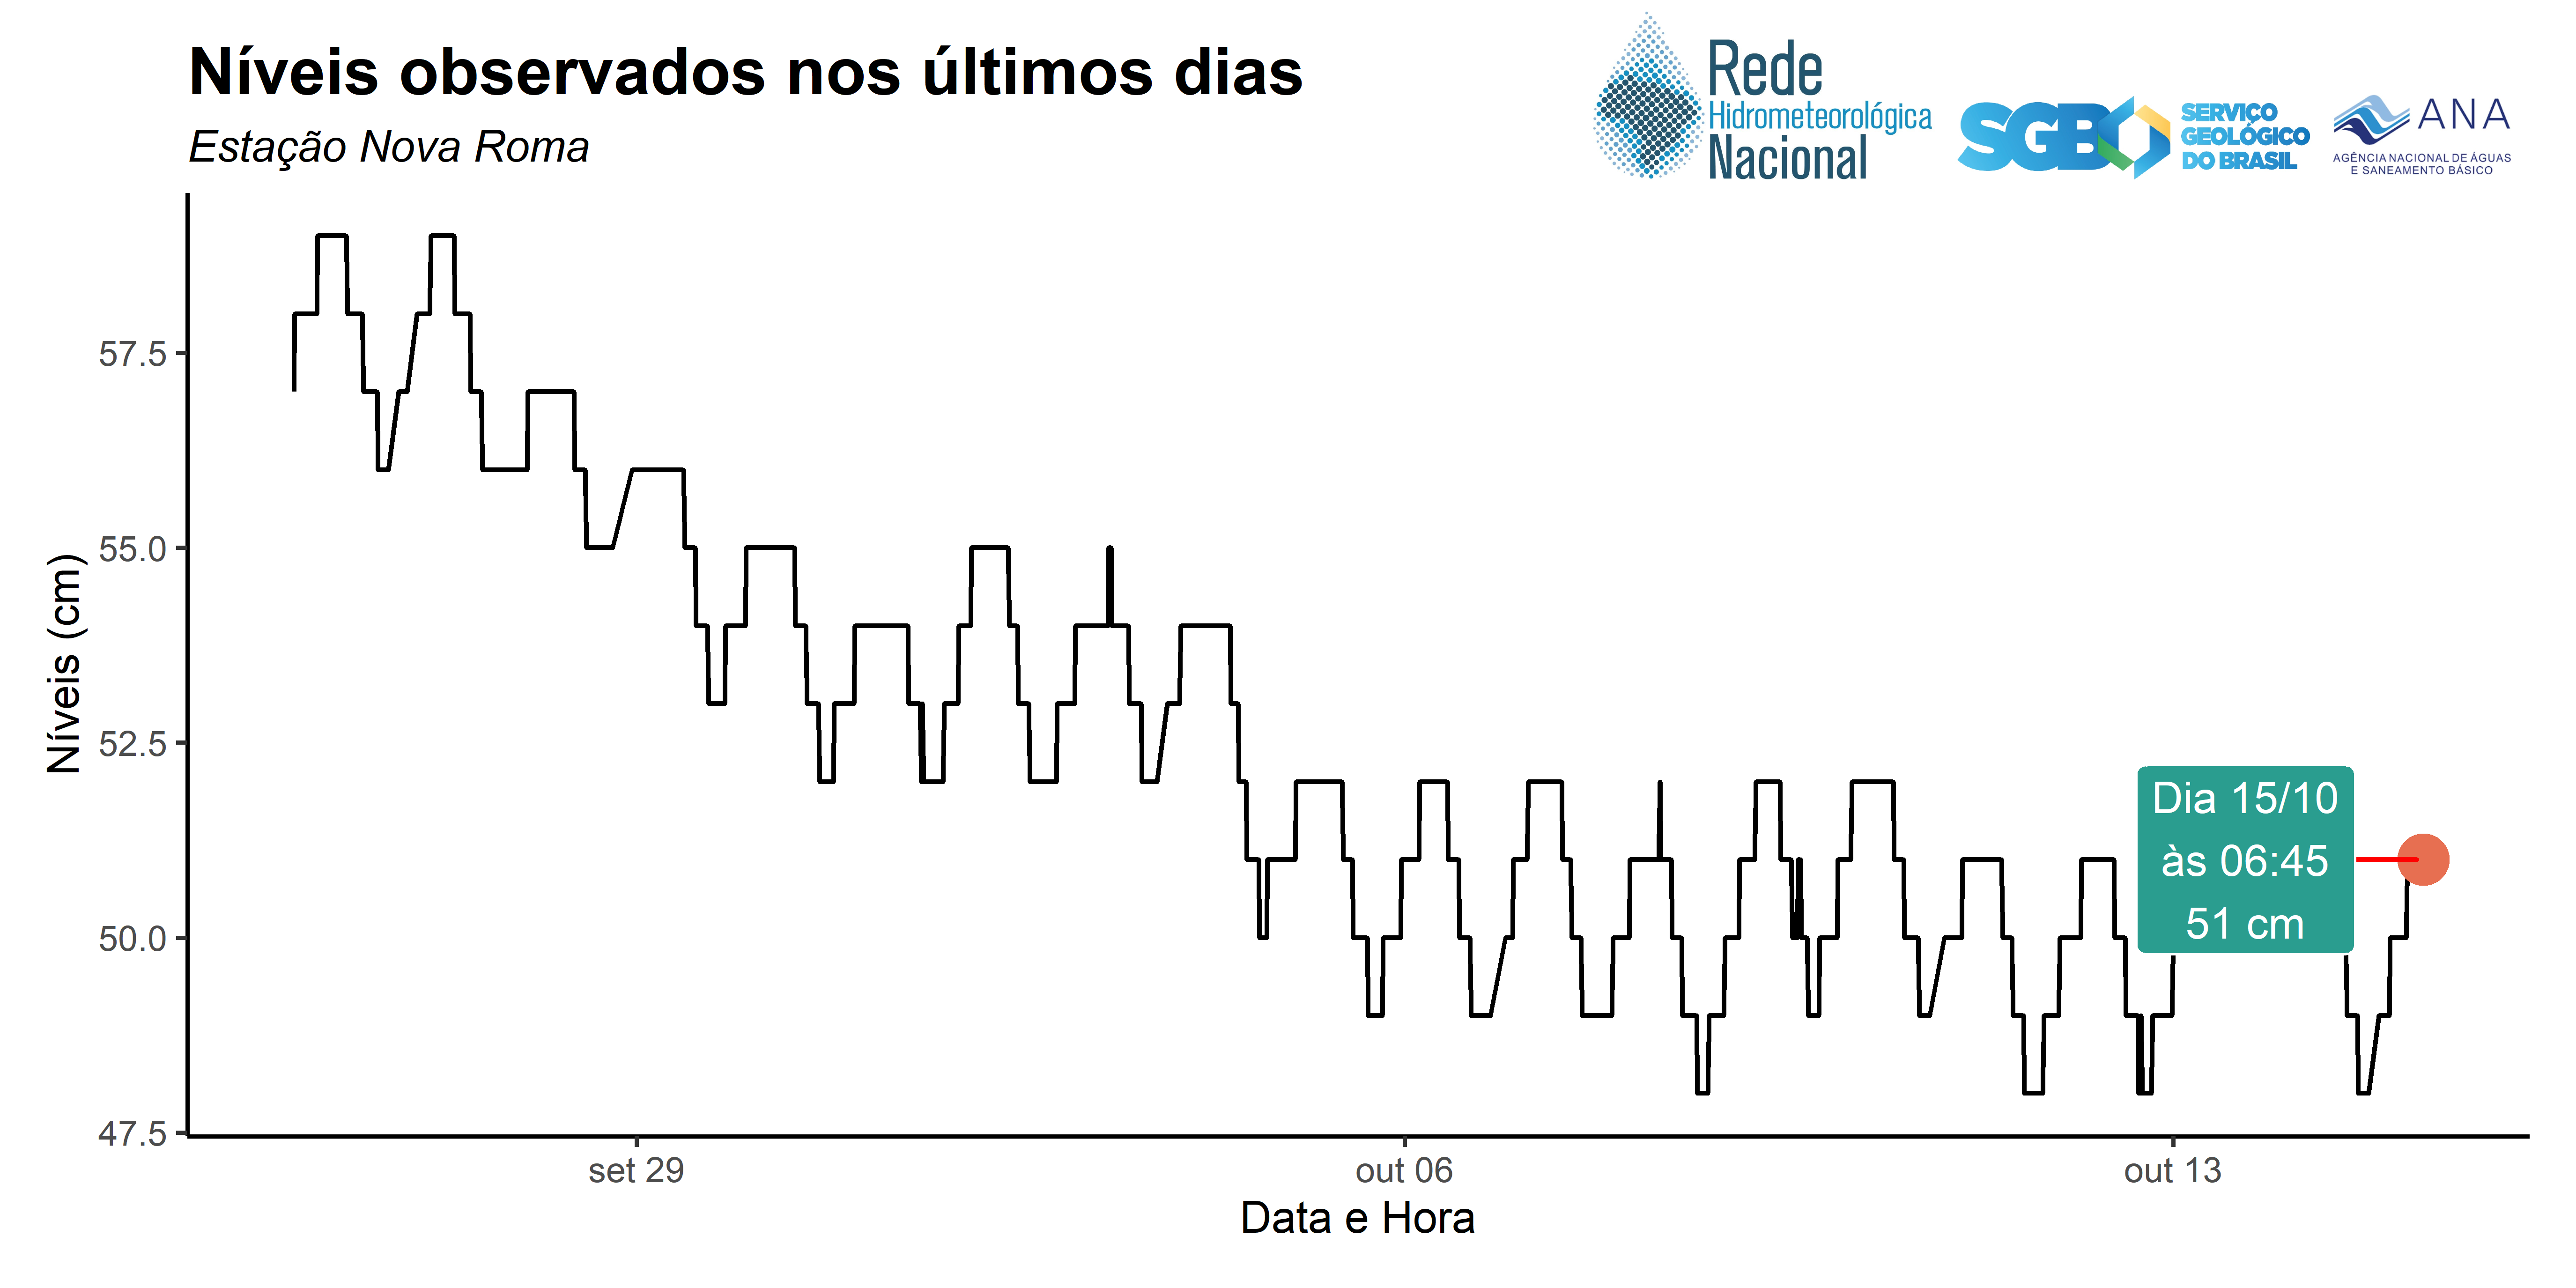 Níveis observados nos últimos dias
Estação Nova Roma
Rede
Hidrometeorológica
Nacional
SGB
SERVIÇO
GEOLÓGICO
DO BRASIL
ANA
AGÊNCIA NACIONAL DE ÁGUAS
E SANEAMENTO BÁSICO
Níveis (cm)
57.5
55.0
52.5
50.0
47.5
Dia 15/10
às 06:45
51 cm
set 29
out 06
out 13
Data e Hora